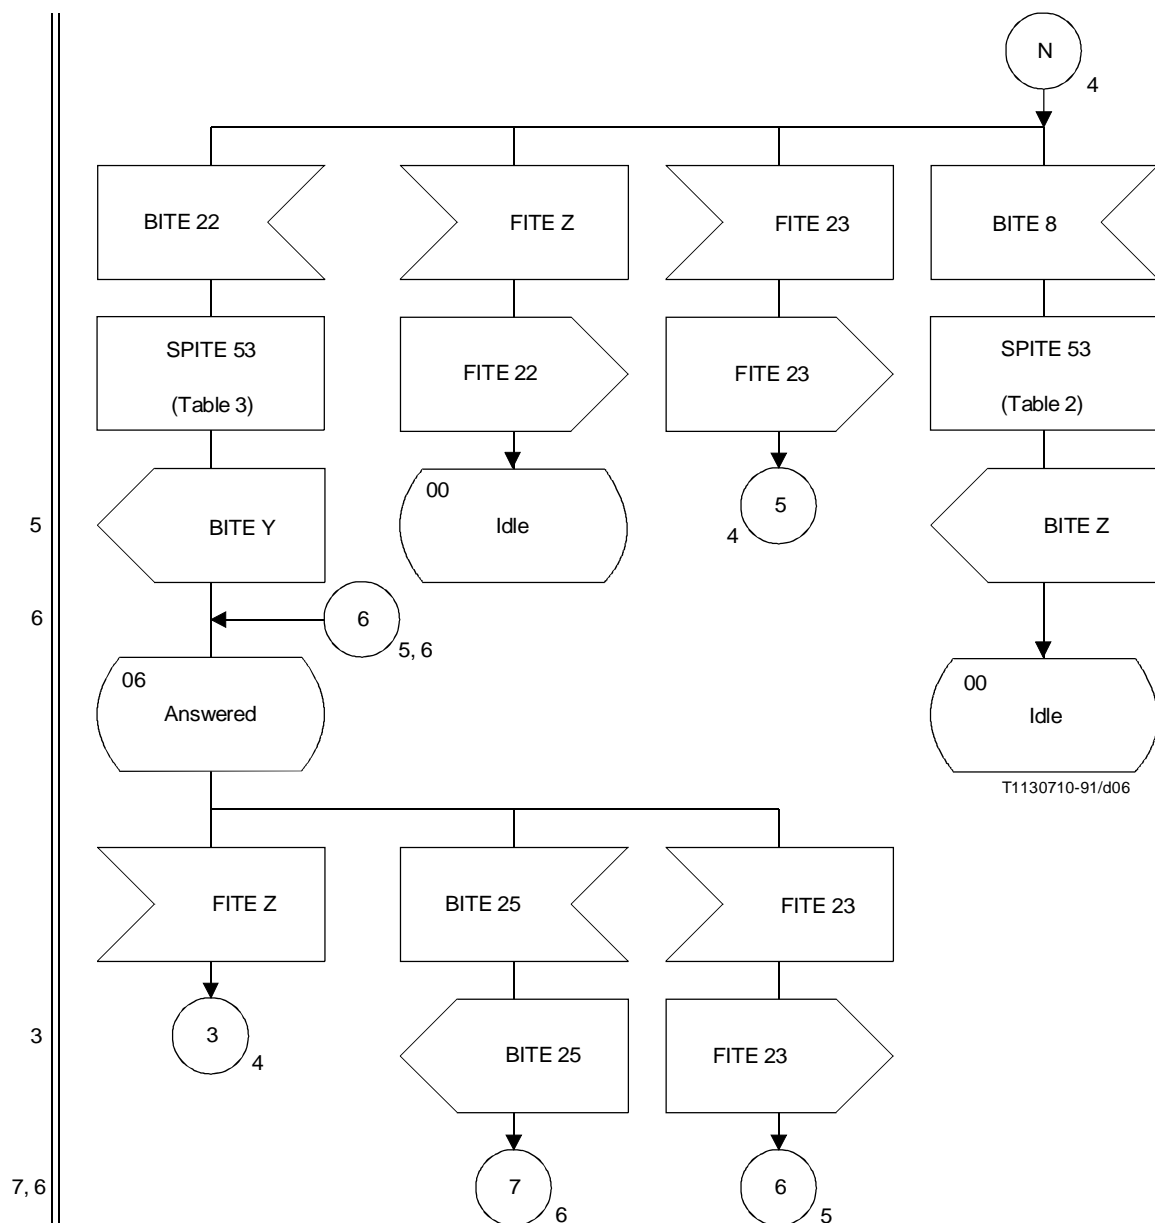 N
4
BITE 22
FITE Z
FITE 23
BITE 8
SPITE 53
(Table 3)
FITE 22
FITE 23
SPITE 53
(Table 2)
5
BITE Y
00
Idle
5
4
BITE Z
6
6
5, 6
06
Answered
00
Idle
T1130710-91/d06
FITE Z
BITE 25
FITE 23
3
3
4
BITE 25
FITE 23
7, 6
7
6
6
5